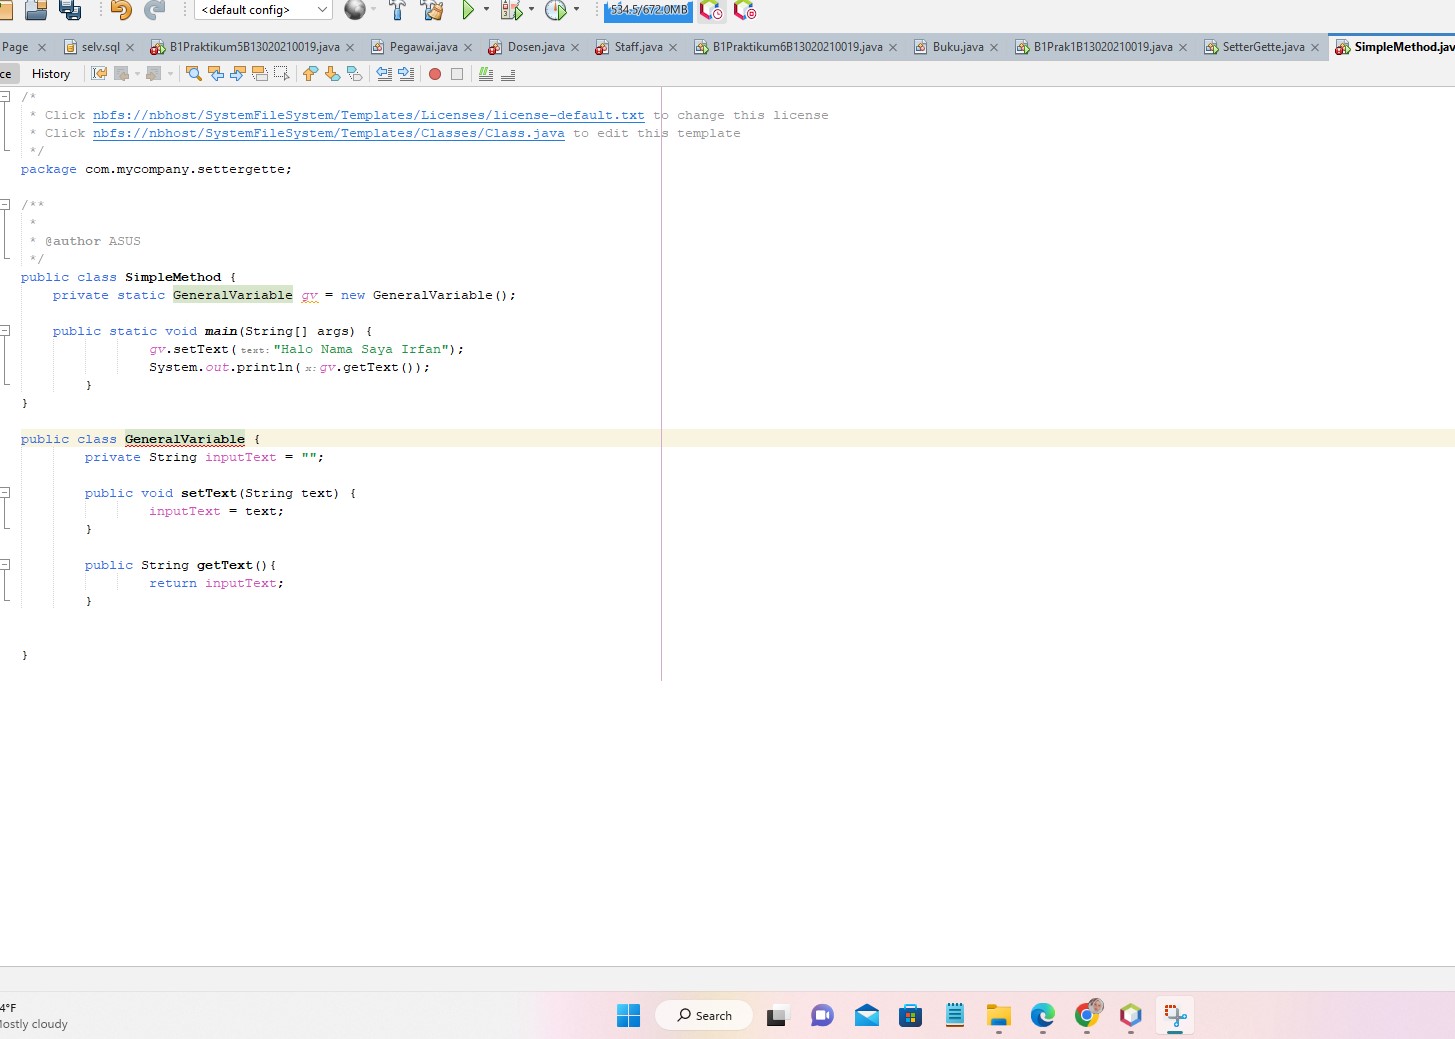 <default config>
534.5/672.0MB
Page
selv.sql
B1Praktikum5B13020210019.java
Pegawai.java
Dosen.java
Staff.java
B1Praktikum6B13020210019.java
Buku.java
B1Prak1B13020210019.java
SetterGette.java
SimpleMethod.jav
ce
History
/*
* Click nbfs://nbhost/SystemFileSystem/Templates/Licenses/license-default.txt to change this license
* Click nbfs://nbhost/SystemFileSystem/Templates/Classes/Class.java to edit this template
*/
package com.mycompany.settergette;
/**
*
* @author ASUS
*/
public class SimpleMethod {
private static GeneralVariable gv = new GeneralVariable();
public static void main(String[] args) {
gv.setText( text: "Halo Nama Saya Irfan");
System.out.println( x: gv.getText());
}
}
public class GeneralVariable {
private String inputText = "";
public void setText(String text) {
inputText = text;
}
public String getText(){
return inputText;
}
}
4°F
ostly cloudy
Search